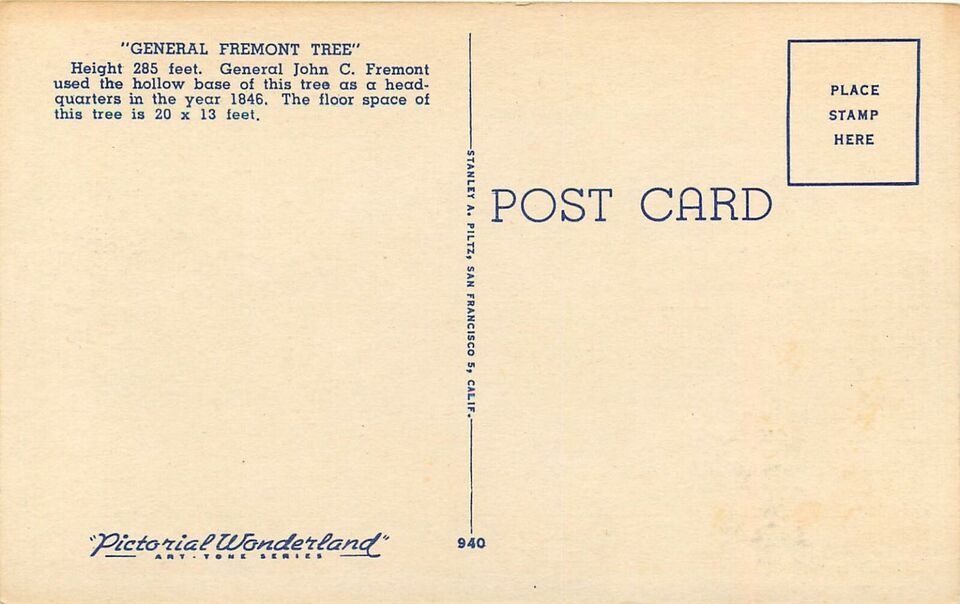 "GENERAL FREMONT TREE"
Height 285 feet. General John C. Fremont
used the hollow base of this tree as a head-
quarters in the year 1846. The floor space of
this tree is 20 x 13 feet.
STANLEY A. PILTZ, SAN FRANCISCO 5, CALIF.
POST CARD
PLACE
STAMP
HERE
"Pictorial Wonderland"
ART-TONE SERIES
940